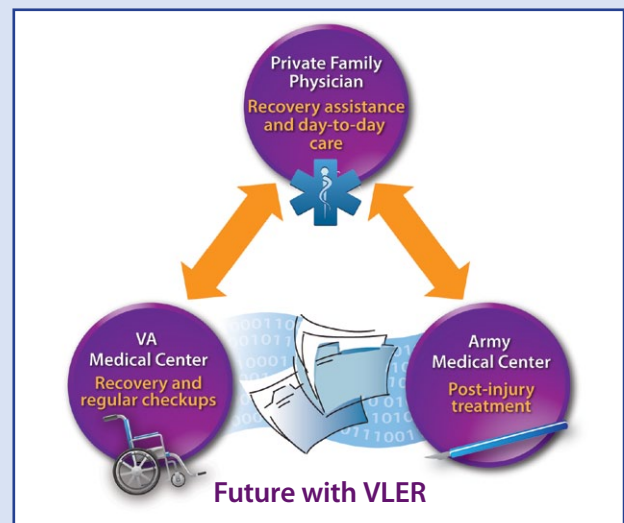 Private Family
Physician
Recovery assistance
and day-to-day
care
VA
Medical Center
Recovery and
regular checkups
Army
Medical Center
Post-injury
treatment
Future with VLER